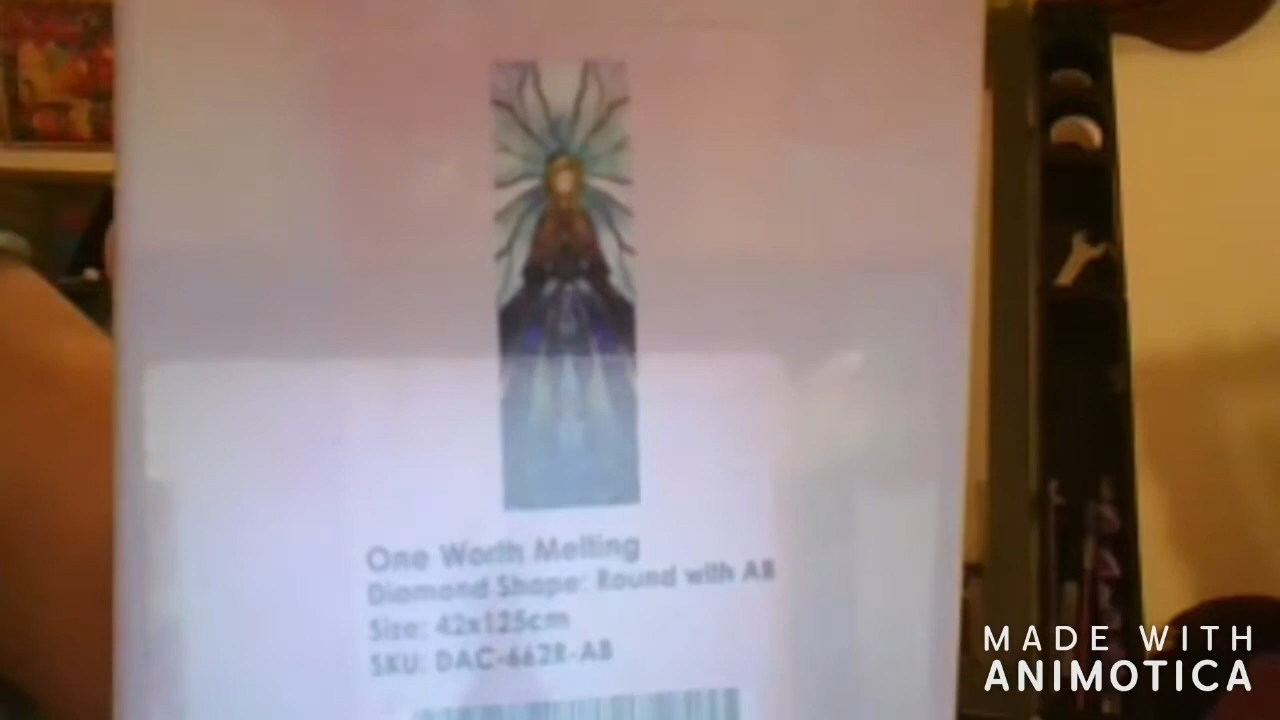 One Worth Melting
Diamond Shape: Round with AB
Size: 42x125cm
SKU: DAC-662R-AB
MADE WITH
ANIMOTICA